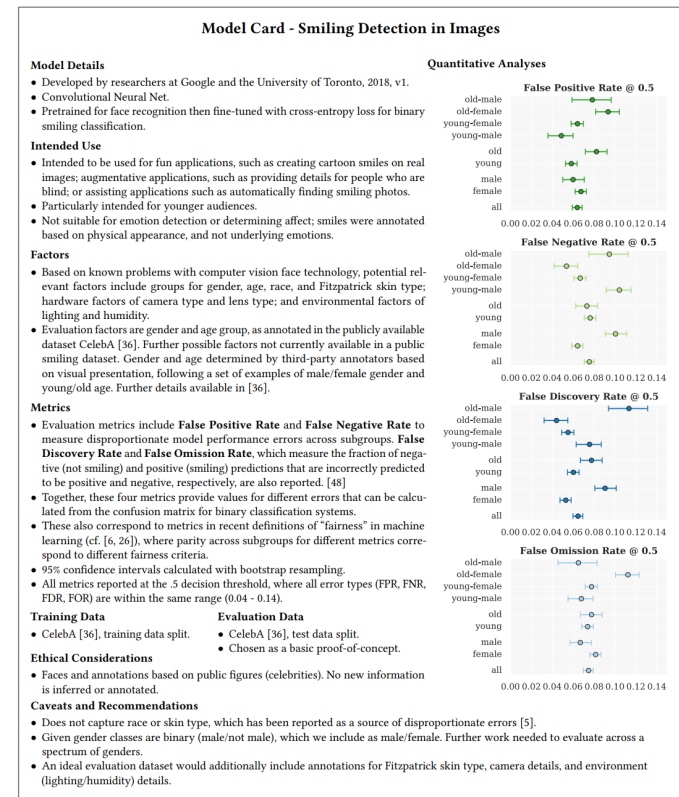 Model Card - Smiling Detection in Images
Model Details
• Developed by researchers at Google and the University of Toronto, 2018, v1.
• Convolutional Neural Net.
• Pretrained for face recognition then fine-tuned with cross-entropy loss for binary
smiling classification.
Intended Use
• Intended to be used for fun applications, such as creating cartoon smiles on real
images; augmentative applications, such as providing details for people who are
blind; or assisting applications such as automatically finding smiling photos.
• Particularly intended for younger audiences.
• Not suitable for emotion detection or determining affect; smiles were annotated
based on physical appearance, and not underlying emotions.
Factors
• Based on known problems with computer vision face technology, potential rel-
evant factors include groups for gender, age, race, and Fitzpatrick skin type;
hardware factors of camera type and lens type; and environmental factors of
lighting and humidity.
• Evaluation factors are gender and age group, as annotated in the publicly available
dataset CelebA [36]. Further possible factors not currently available in a public
smiling dataset. Gender and age determined by third-party annotators based
on visual presentation, following a set of examples of male/female gender and
young/old age. Further details available in [36].
Metrics
• Evaluation metrics include False Positive Rate and False Negative Rate to
measure disproportionate model performance errors across subgroups. False
Discovery Rate and False Omission Rate, which measure the fraction of nega-
tive (not smiling) and positive (smiling) predictions that are incorrectly predicted
to be positive and negative, respectively, are also reported. [48]
• Together, these four metrics provide values for different errors that can be calcu-
lated from the confusion matrix for binary classification systems.
• These also correspond to metrics in recent definitions of "fairness" in machine
learning (cf. [6, 26]), where parity across subgroups for different metrics corre-
spond to different fairness criteria.
• 95% confidence intervals calculated with bootstrap resampling.
• All metrics reported at the .5 decision threshold, where all error types (FPR, FNR,
FDR, FOR) are within the same range (0.04 - 0.14).
Training Data
• CelebA [36], training data split.
Evaluation Data
• CelebA [36], test data split.
• Chosen as a basic proof-of-concept.
Ethical Considerations
• Faces and annotations based on public figures (celebrities). No new information
is inferred or annotated.
Quantitative Analyses
False Positive Rate @ 0.5
old-male
old-female
young-female
young-male
old
young
male
female
all
0.00 0.02 0.04 0.06 0.08 0.10 0.12 0.14
False Negative Rate @ 0.5
old-male
old-female
young-female
young-male
old
young
male
female
all
0.00 0.02 0.04 0.06 0.08 0.10 0.12 0.14
False Discovery Rate @ 0.5
old-male
old-female
young-female
young-male
old
young
male
female
all
0.00 0.02 0.04 0.06 0.08 0.10 0.12 0.14
False Omission Rate @ 0.5
old-male
old-female
young-female
young-male
old
young
male
female
all
0.00 0.02 0.04 0.06 0.08 0.10 0.12 0.14
Caveats and Recommendations
• Does not capture race or skin type, which has been reported as a source of disproportionate errors [5].
• Given gender classes are binary (male/not male), which we include as male/female. Further work needed to evaluate across a
spectrum of genders.
• An ideal evaluation dataset would additionally include annotations for Fitzpatrick skin type, camera details, and environment
(lighting/humidity) details.